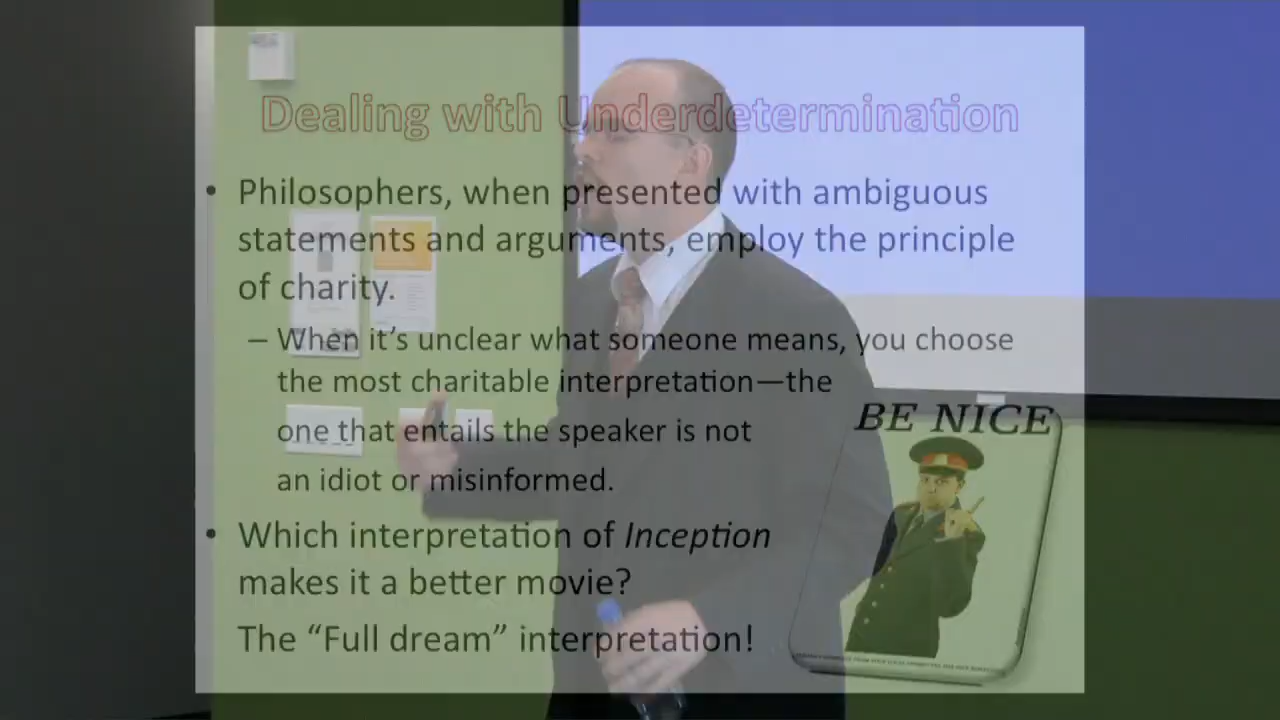 Dealing with Underdetermination
• Philosophers, when presented with ambiguous
statements and arguments, employ the principle
of charity.
– When it’s unclear what someone means, you choose
the most charitable interpretation—the
one that entails the speaker is not
an idiot or misinformed.
BE NICE
• Which interpretation of Inception
makes it a better movie?
The “Full dream” interpretation!